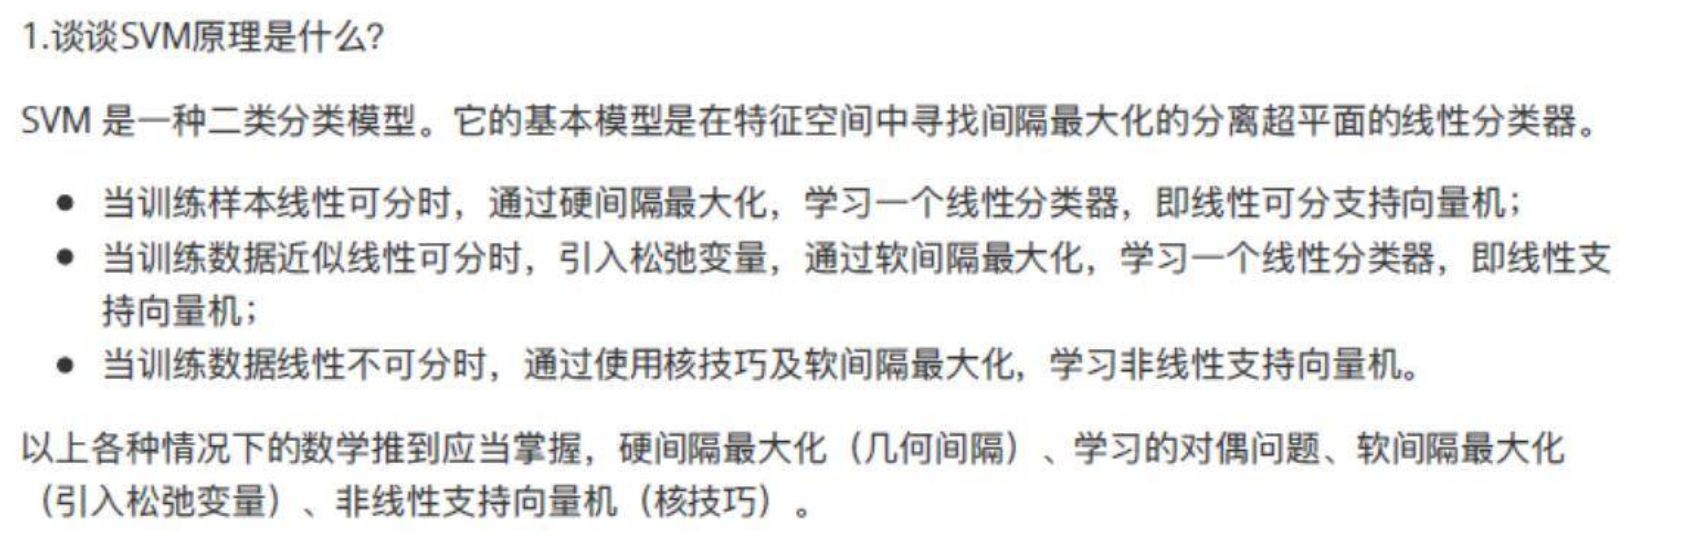 1.谈谈SVM原理是什么?
SVM 是一种二类分类模型。它的基本模型是在特征空间中寻找间隔最大化的分离超平面的线性分类器。
● 当训练样本线性可分时，通过硬间隔最大化，学习一个线性分类器，即线性可分支持向量机；
● 当训练数据近似线性可分时，引入松弛变量，通过软间隔最大化，学习一个线性分类器，即线性支
持向量机；
● 当训练数据线性不可分时，通过使用核技巧及软间隔最大化，学习非线性支持向量机。
以上各种情况下的数学推到应当掌握，硬间隔最大化（几何间隔）、学习的对偶问题、软间隔最大化
（引入松弛变量）、非线性支持向量机（核技巧）。